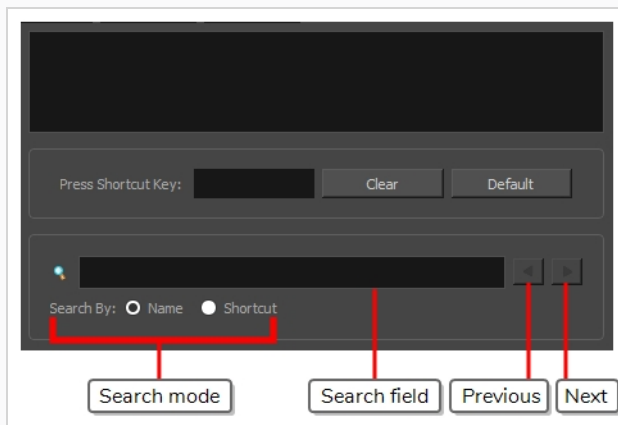 Press Shortcut Key: Clear Default
Search By: Name Shortcut
Search mode Search field Previous Next